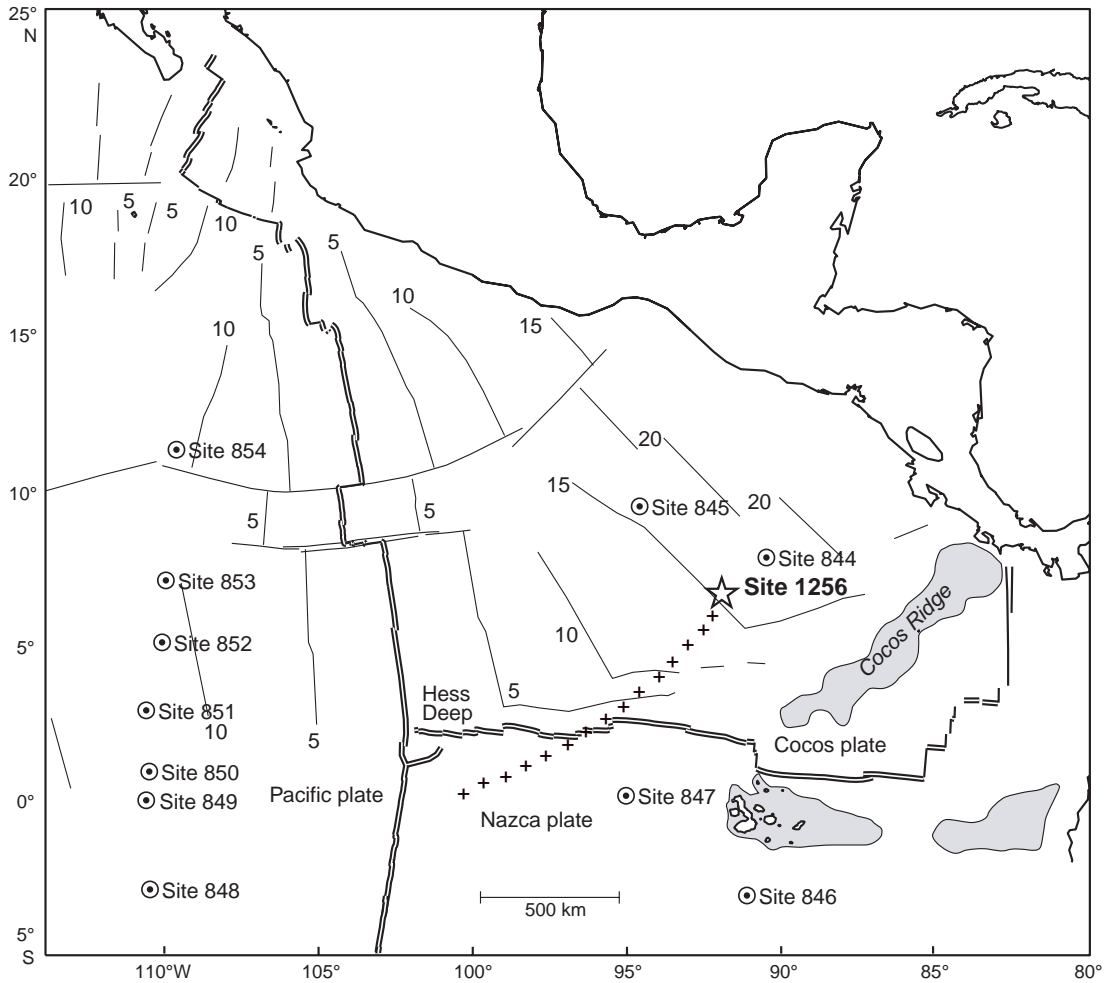 25°
N
20°
10
5
5
10
5
5
10
10
15
15°
Site 854
20
10°
15
Site 845
20
5
5
Site 844
Site 853
Site 1256
Cocos Ridge
5°
Site 852
10
Hess
Deep
5
Site 851
10
5
Cocos plate
Site 850
0°
Site 849
Pacific plate
Nazca plate
Site 847
Site 848
500 km
Site 846
5°
S
110°W
105°
100°
95°
90°
85°
80°